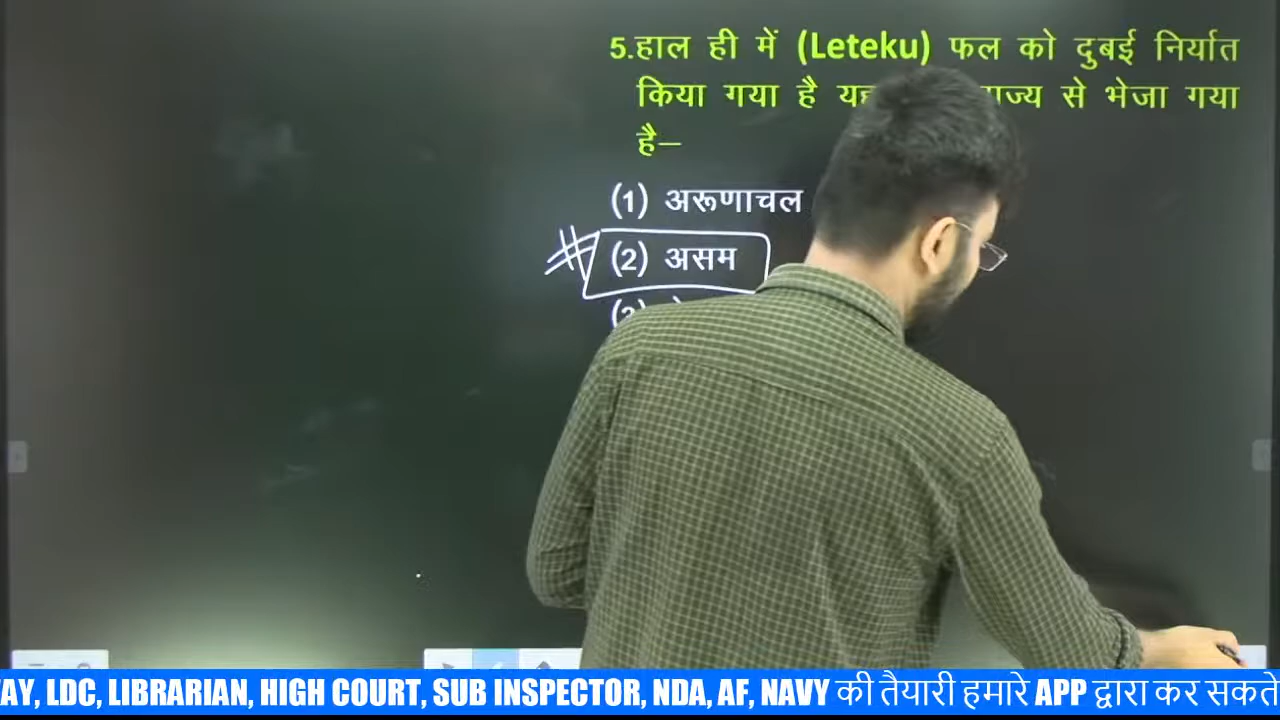 5.हाल ही में (Leteku) फल को दुबई निर्यात
किया गया है राज्य से भेजा गया
है–
(1) अरूणाचल
(2) असम
LDC, LIBRARIAN, HIGH COURT, SUB INSPECTOR, NDA, AF, NAVY की तैयारी हमारे APP द्वारा कर सकते